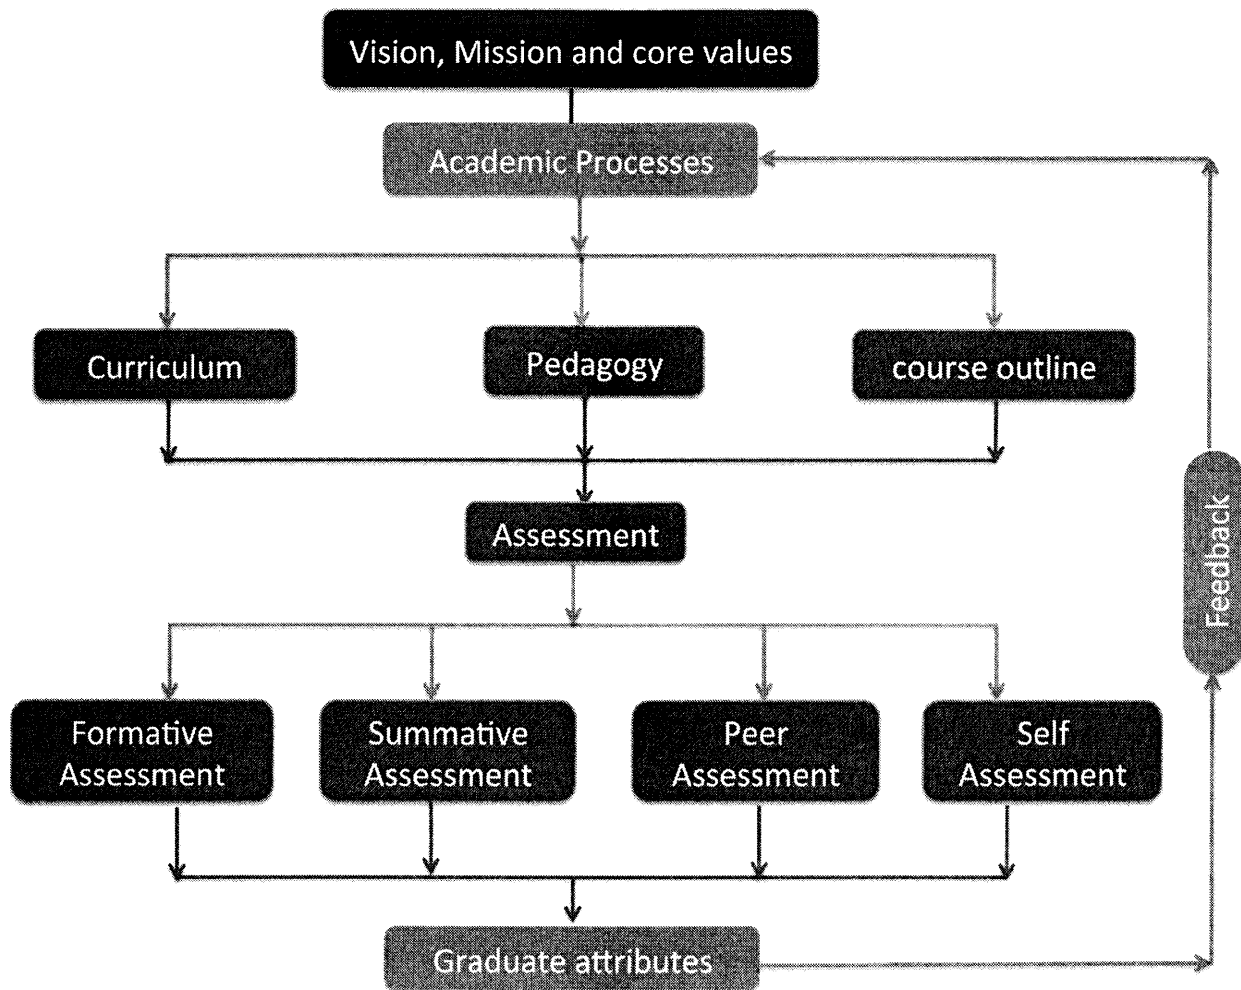 Vision, Mission and core values
Academic Processes
Curriculum
Pedagogy
course outline
Assessment
Feedback
Formative
Assessment
Summative
Assessment
Peer
Assessment
Self
Assessment
Graduate attributes